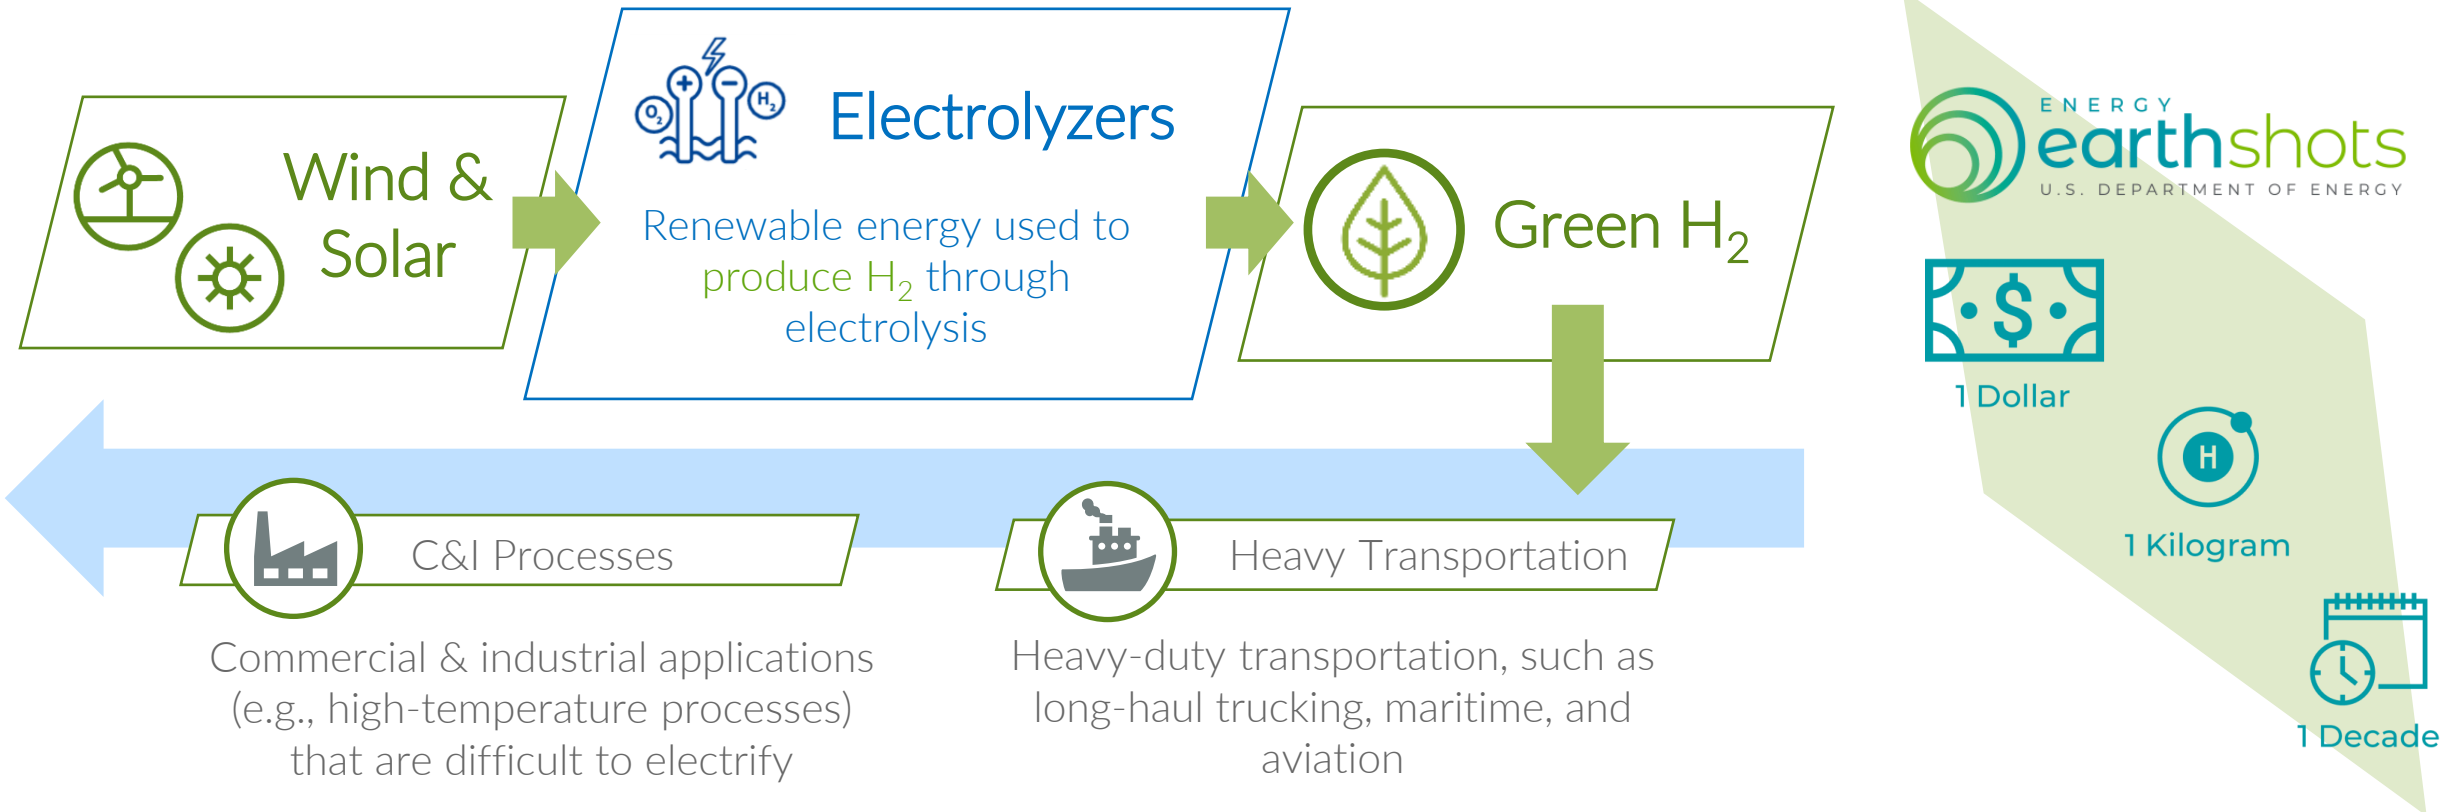 Wind &
Solar
O2
+
−
H2
Electrolyzers
Renewable energy used to
produce H2 through
electrolysis
Green H2
C&I Processes
Commercial & industrial applications
(e.g., high-temperature processes)
that are difficult to electrify
Heavy Transportation
Heavy-duty transportation, such as
long-haul trucking, maritime, and
aviation
ENERGY
earthshots
U.S. DEPARTMENT OF ENERGY
$
1 Dollar
H
1 Kilogram
1 Decade